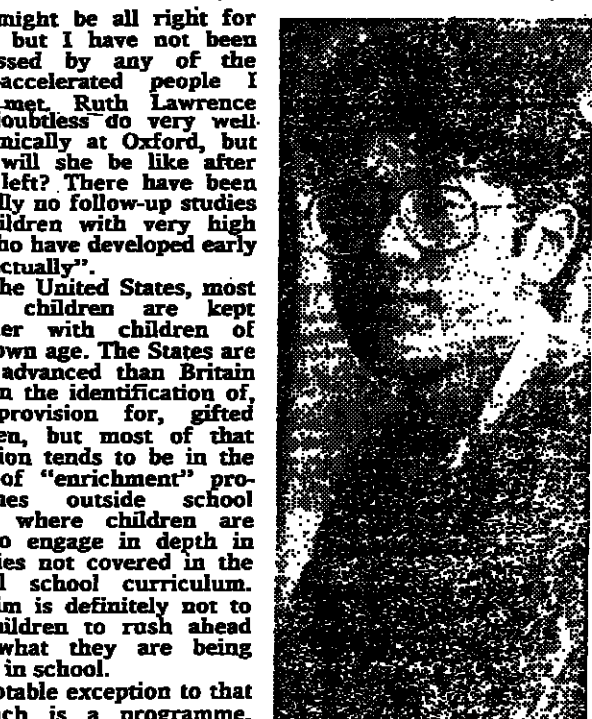 might be all right for
but I have not been
ssed by any of the
-accelerated people I
met. Ruth Lawrence
doubtless do very well
mically at Oxford, but
will she be like after
left? There have been
lly no follow-up studies
ildren with very high
ho have developed early
ctually".
he United States, most
children are kept
er with children of
own age. The States are
advanced than Britain
n the identification of,
provision for, gifted
en, but most of that
ion tends to be in the
of "enrichment" pro-
nes outside school
where children are
o engage in depth in
ies not covered in the
l school curriculum.
im is definitely not to
hildren to rush ahead
what they are being
in school.
otable exception to that
ach is a programme,